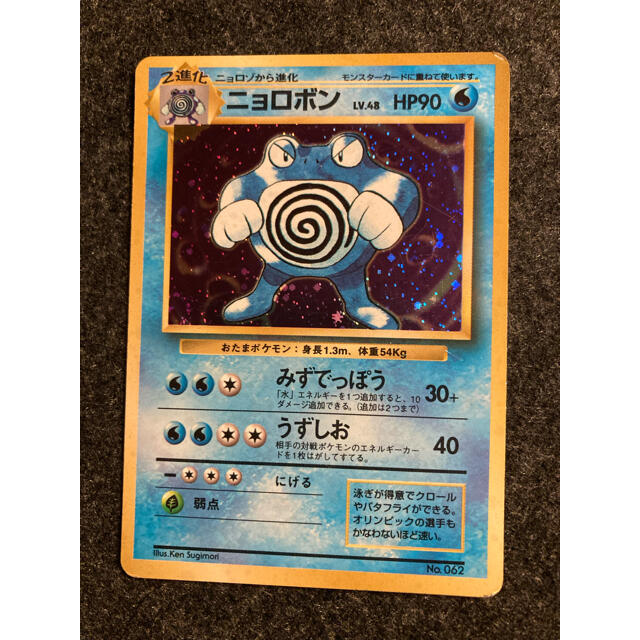 2進化
ニョロゾから進化
モンスターカードに重ねて使います。
ニョロボン LV.48 HP90
おたまポケモン：身長1.3m、体重54Kg
みずでっぽう 30+
「水」エネルギーを1つ追加すると、10
ダメージ追加できる。（追加は2つまで）
うずしお 40
相手の対戦ポケモンのエネルギーカー
ドを1枚はがしてすてる。
にげる
弱点
泳ぎが得意でクロール
やバタフライができる。
オリンピックの選手も
かなわないほど速い。
Illus.Ken Sugimori
No. 062